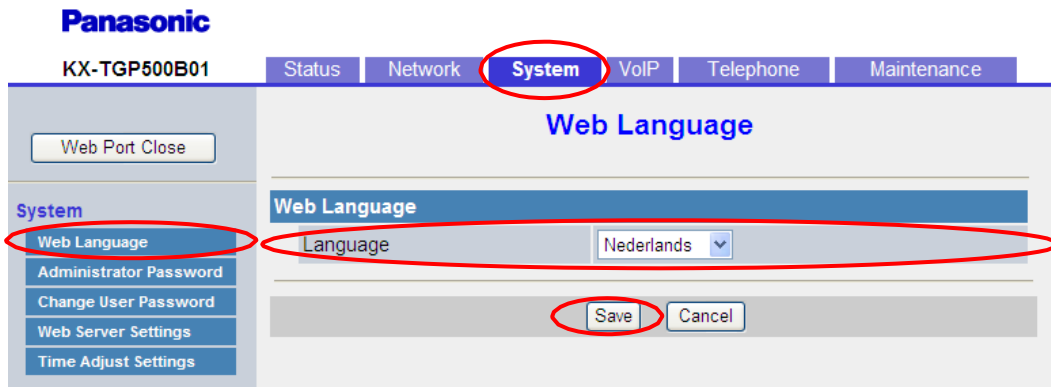 Panasonic
KX-TGP500B01
Status Network System VoIP Telephone Maintenance
Web Port Close
Web Language
System
Web Language
Administrator Password
Change User Password
Web Server Settings
Time Adjust Settings
Web Language
Language Nederlands
Save Cancel